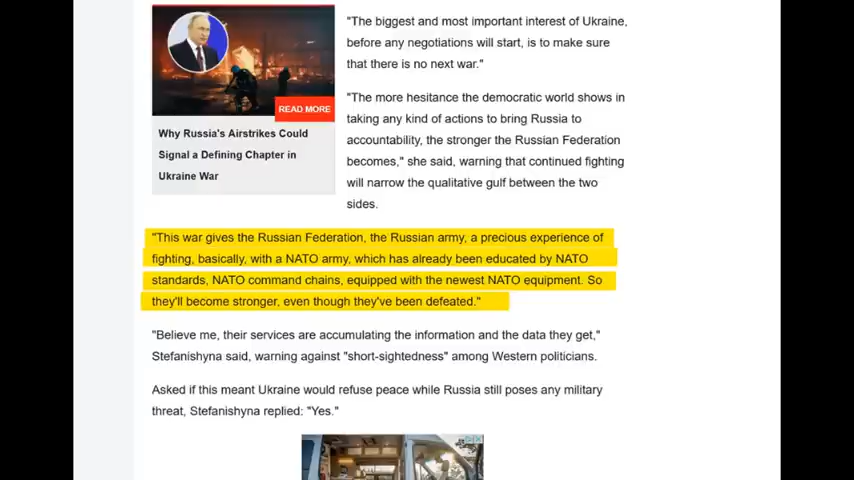 "The biggest and most important interest of Ukraine,
before any negotiations will start, is to make sure
that there is no next war."
READ MORE
Why Russia's Airstrikes Could
Signal a Defining Chapter in
Ukraine War
"The more hesitance the democratic world shows in
taking any kind of actions to bring Russia to
accountability, the stronger the Russian Federation
becomes," she said, warning that continued fighting
will narrow the qualitative gulf between the two
sides.
"This war gives the Russian Federation, the Russian army, a precious experience of
fighting, basically, with a NATO army, which has already been educated by NATO
standards, NATO command chains, equipped with the newest NATO equipment. So
they'll become stronger, even though they've been defeated."
"Believe me, their services are accumulating the information and the data they get,"
Stefanishyna said, warning against "short-sightedness" among Western politicians.
Asked if this meant Ukraine would refuse peace while Russia still poses any military
threat, Stefanishyna replied: "Yes."